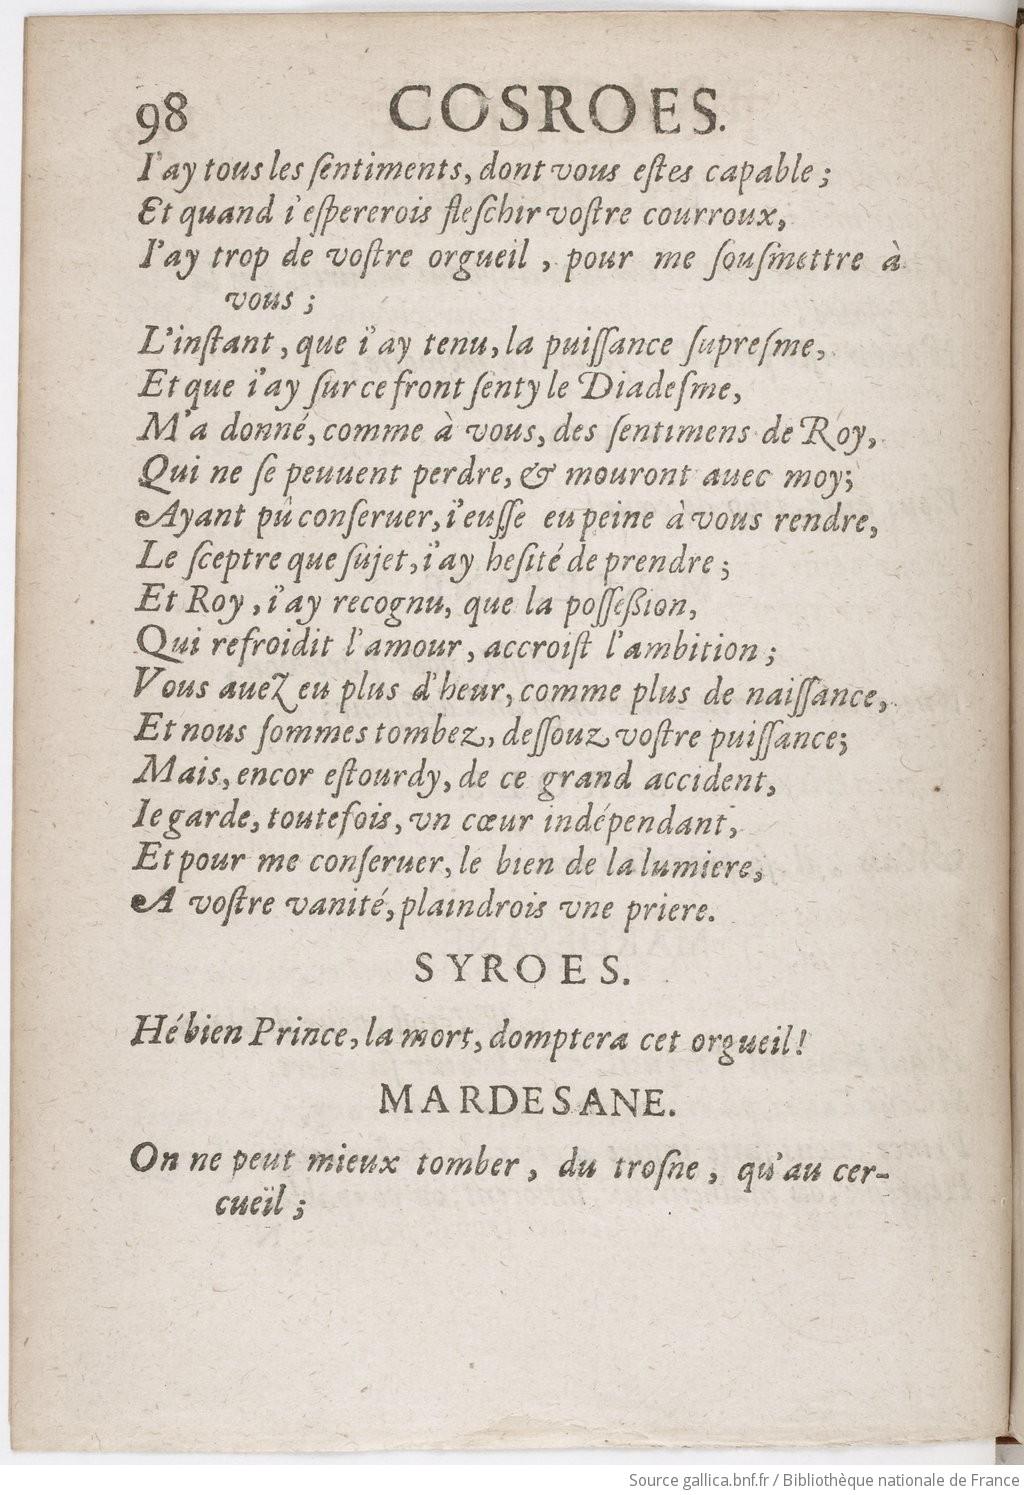 98 COSROES.
I'ay tous les ſentiments, dont vous eſtes capable;
Et quand i'eſpererois fleſchir voſtre courroux,
I'ay trop de voſtre orgueil, pour me ſouſmettre à
vous;
L'inſtant, que i'ay tenu, la puiſſance ſupreſme,
Et que i'ay ſur ce front ſenty le Diadeſme,
M'a donné, comme à vous, des ſentimens de Roy,
Qui ne ſe peuuent perdre, & mouront auec moy;
Ayant pû conſeruer, i'euſſe eu peine à vous rendre,
Le ſceptre que ſujet, i'ay heſité de prendre;
Et Roy, i'ay recognu, que la poſſeßion,
Qui refroidit l'amour, accroiſt l'ambition;
Vous auez eu plus d'heur, comme plus de naiſſance,
Et nous ſommes tombez, deſſouz voſtre puiſſance;
Mais, encor eſtourdy, de ce grand accident,
Ie garde, toutefois, vn cœur indépendant,
Et pour me conſeruer, le bien de la lumiere,
A voſtre vanité, plaindrois vne priere.
SYROES.
Hé bien Prince, la mort, domptera cet orgueil!
MARDESANE.
On ne peut mieux tomber, du troſne, qu'au cer-
cueïl;
Source gallica.bnf.fr / Bibliothèque nationale de France